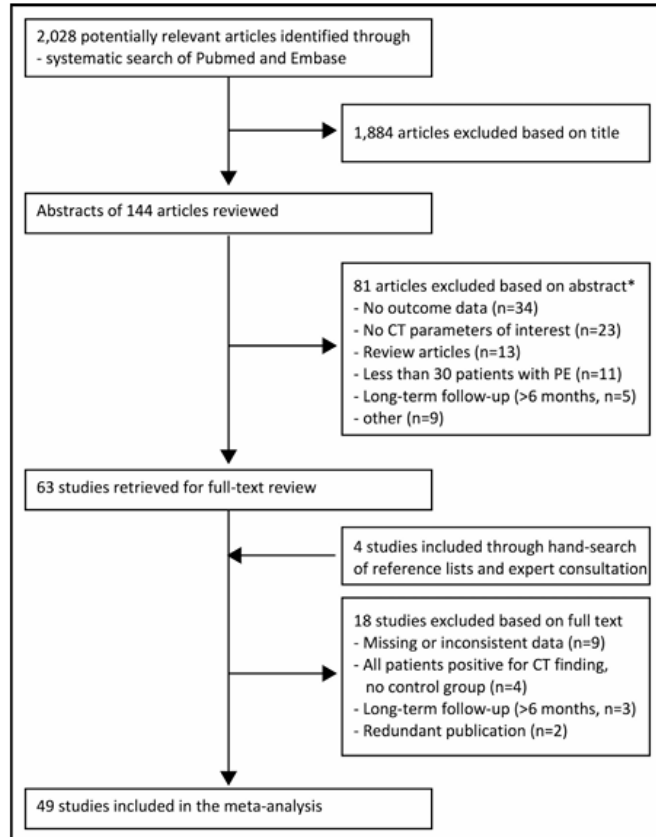 2,028 potentially relevant articles identified through
- systematic search of Pubmed and Embase
1,884 articles excluded based on title
Abstracts of 144 articles reviewed
81 articles excluded based on abstract*
- No outcome data (n=34)
- No CT parameters of interest (n=23)
- Review articles (n=13)
- Less than 30 patients with PE (n=11)
- Long-term follow-up (>6 months, n=5)
- other (n=9)
63 studies retrieved for full-text review
4 studies included through hand-search
of reference lists and expert consultation
18 studies excluded based on full text
- Missing or inconsistent data (n=9)
- All patients positive for CT finding,
no control group (n=4)
- Long-term follow-up (>6 months, n=3)
- Redundant publication (n=2)
49 studies included in the meta-analysis